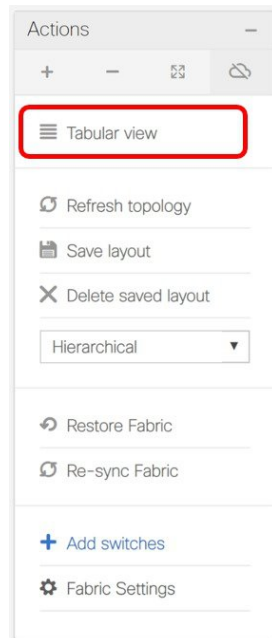 Actions
Tabular view
Refresh topology
Save layout
Delete saved layout
Hierarchical
Restore Fabric
Re-sync Fabric
Add switches
Fabric Settings